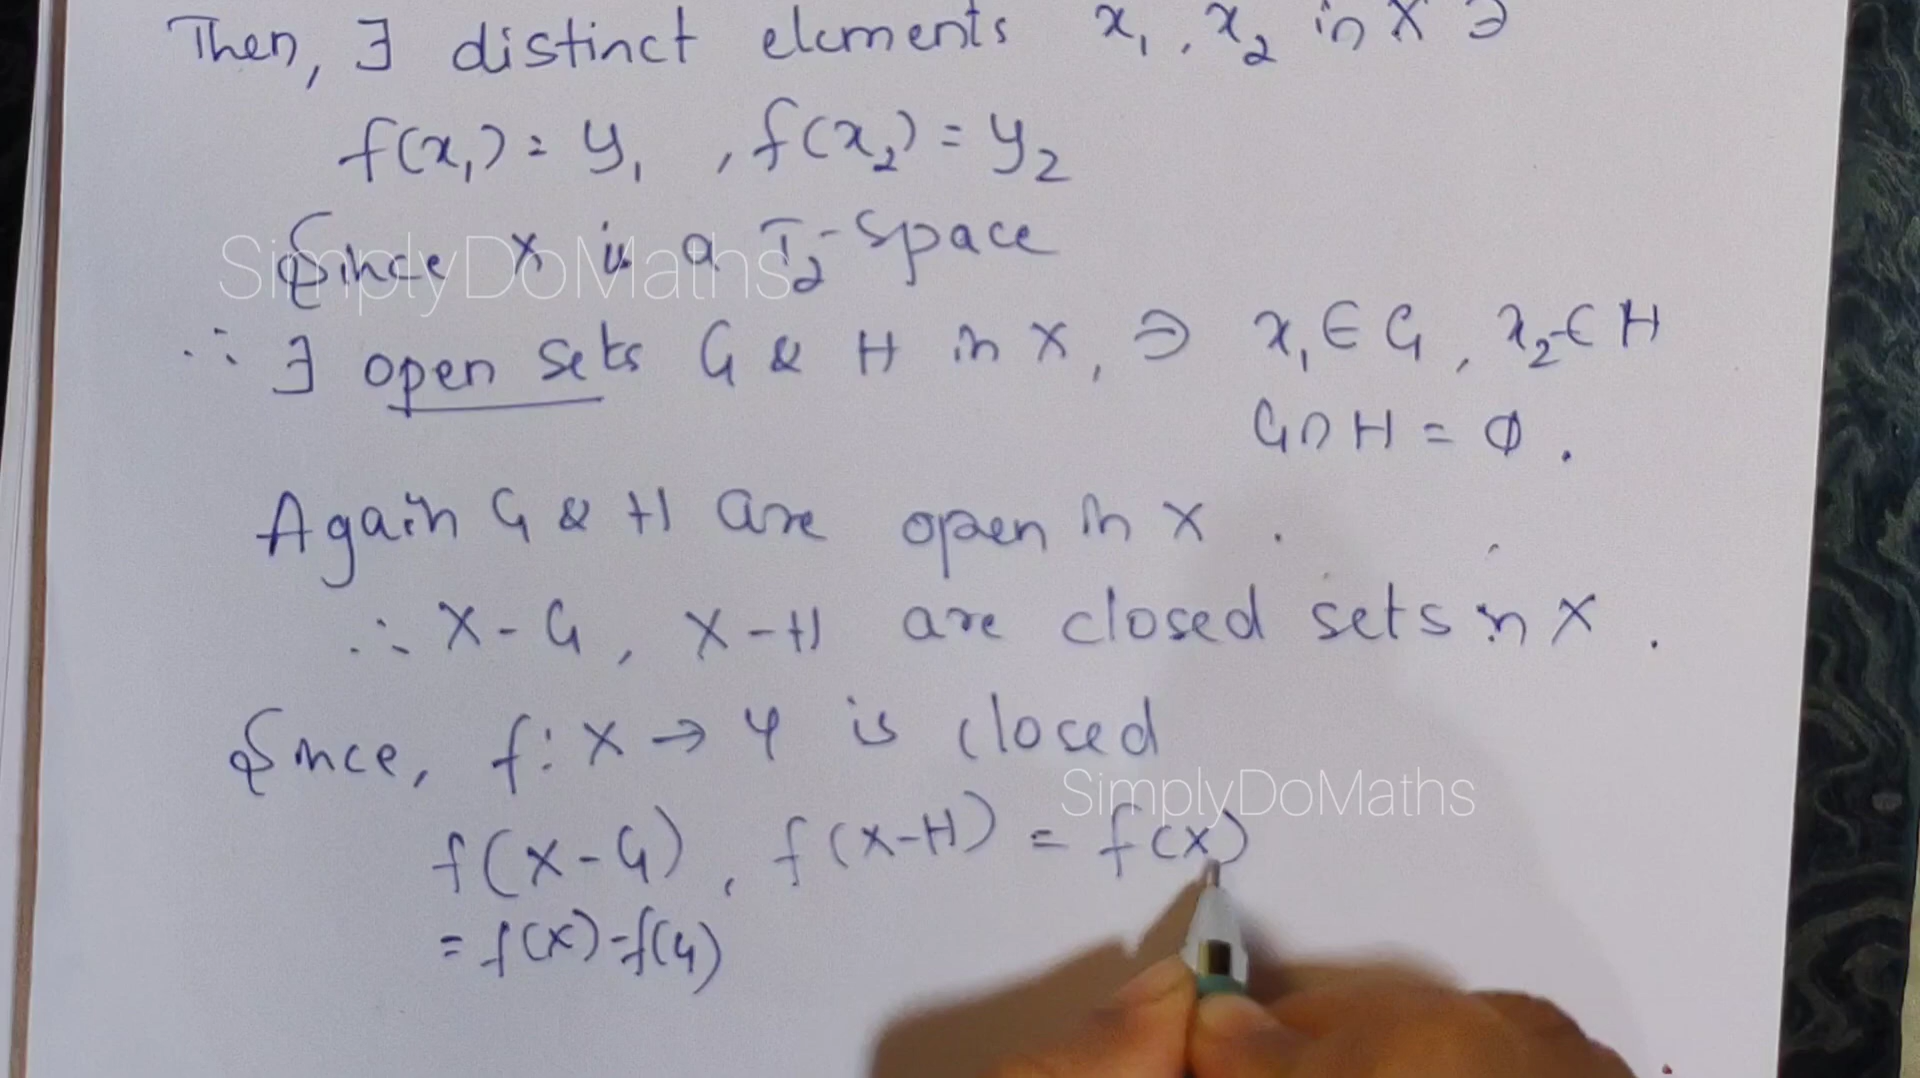 Then, ∃ distinct elements x₁, x₂ in X ∋
f(x₁) = y₁, f(x₂) = y₂
Since X is a T₂-space
SimplyDoMaths
∴ ∃ open sets G & H in X, ∋ x₁ ∈ G, x₂ ∈ H
G ∩ H = φ.
Again G & H are open in X.
∴ X - G, X - H are closed sets in X.
Since, f: X → Y is closed
SimplyDoMaths
f(X - G), f(X - H) = f(X)
= f(X) - f(G)